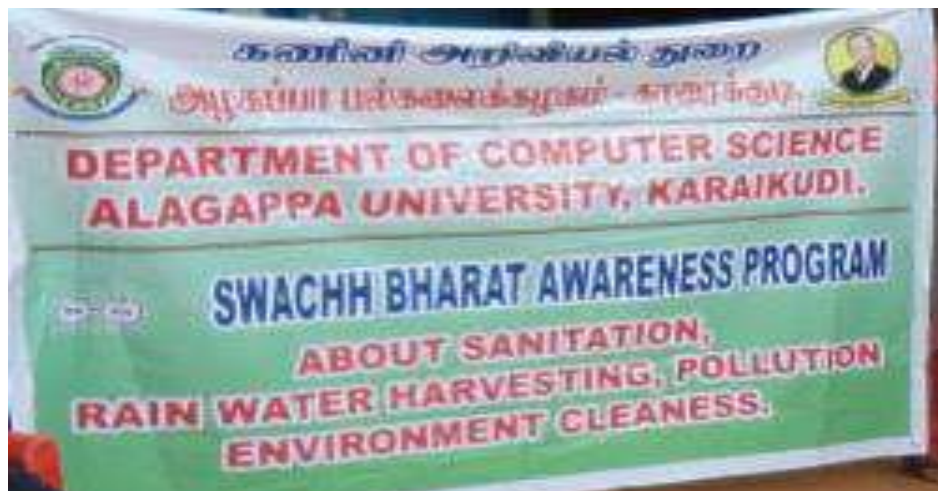 கணினி அறிவியல் துறை
அழகப்பா பல்கலைக்கழகம் - காரைக்குடி.
DEPARTMENT OF COMPUTER SCIENCE
ALAGAPPA UNIVERSITY, KARAIKUDI.
SWACHH BHARAT AWARENESS PROGRAM
ABOUT SANITATION,
RAIN WATER HARVESTING, POLLUTION
ENVIRONMENT CLEANESS.